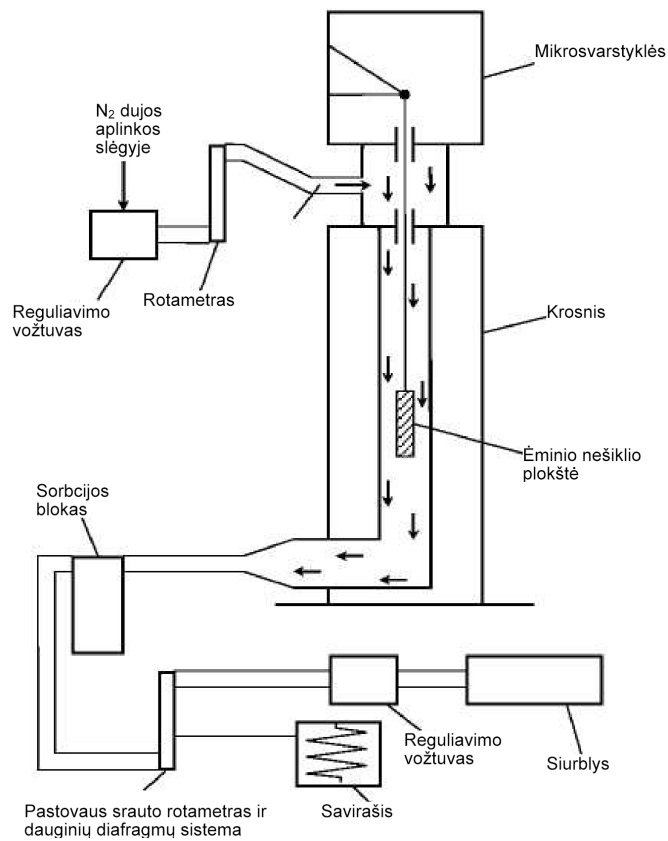 Mikrosvarstyklės
N₂ dujos
aplinkos
slėgyje
Rotametras
Reguliavimo
vožtuvas
Krosnis
Ėminio nešiklio
plokštė
Sorbcijos
blokas
Reguliavimo
vožtuvas
Siurblys
Savirašis
Pastovaus srauto rotametras ir
dauginių diafragmų sistema